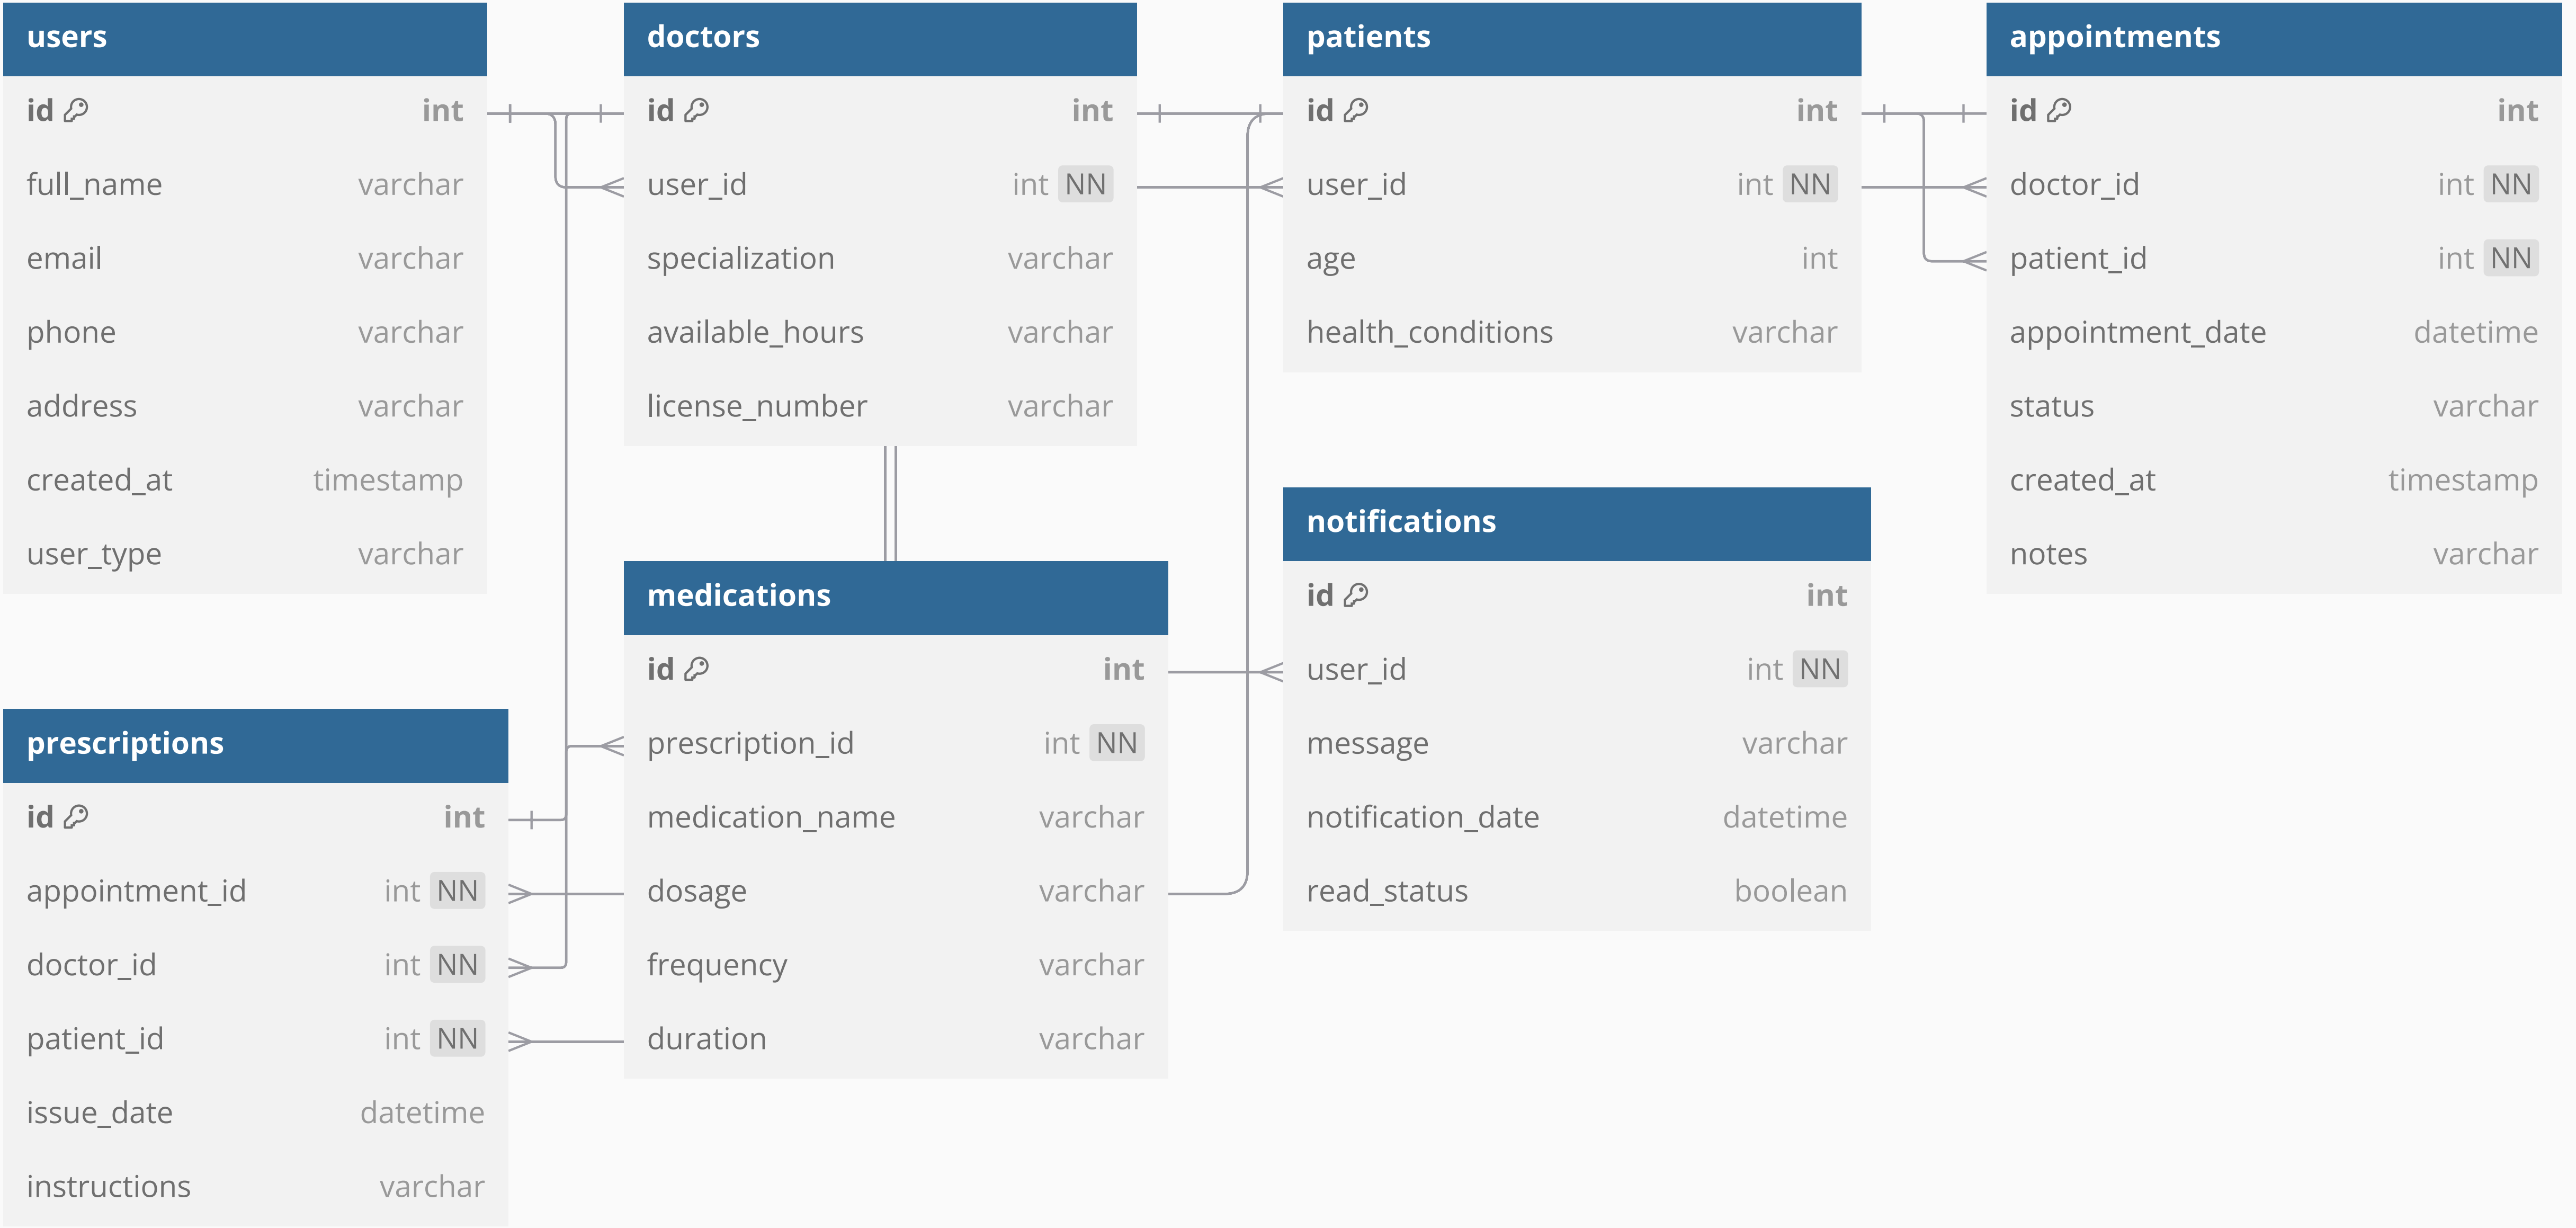 users
id int
full_name varchar
email varchar
phone varchar
address varchar
created_at timestamp
user_type varchar
doctors
id int
user_id int NN
specialization varchar
available_hours varchar
license_number varchar
patients
id int
user_id int NN
age int
health_conditions varchar
appointments
id int
doctor_id int NN
patient_id int NN
appointment_date datetime
status varchar
created_at timestamp
notes varchar
prescriptions
id int
appointment_id int NN
doctor_id int NN
patient_id int NN
issue_date datetime
instructions varchar
medications
id int
prescription_id int NN
medication_name varchar
dosage varchar
frequency varchar
duration varchar
notifications
id int
user_id int NN
message varchar
notification_date datetime
read_status boolean